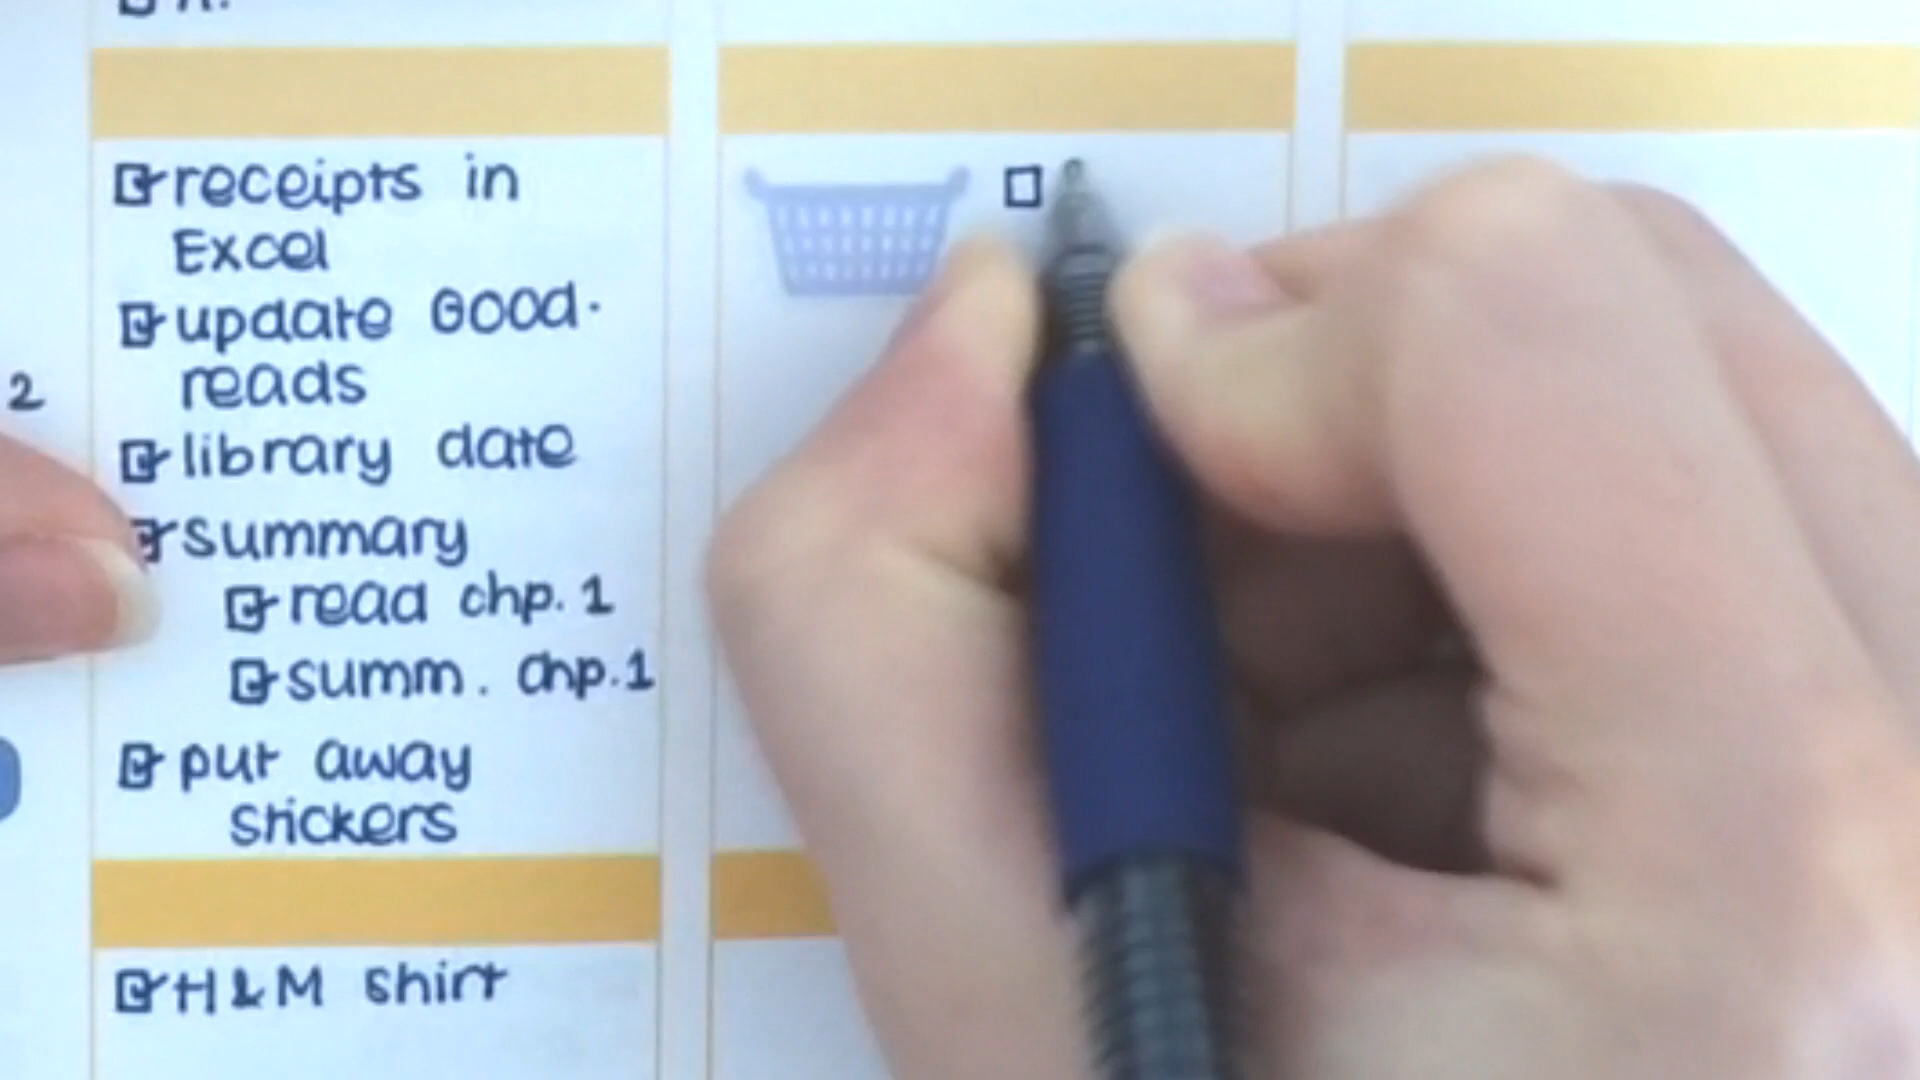 receipts in
Excel
update Good.
reads
2
library date
summary
read chp. 1
summ. chp. 1
put away
stickers
H&M shirt